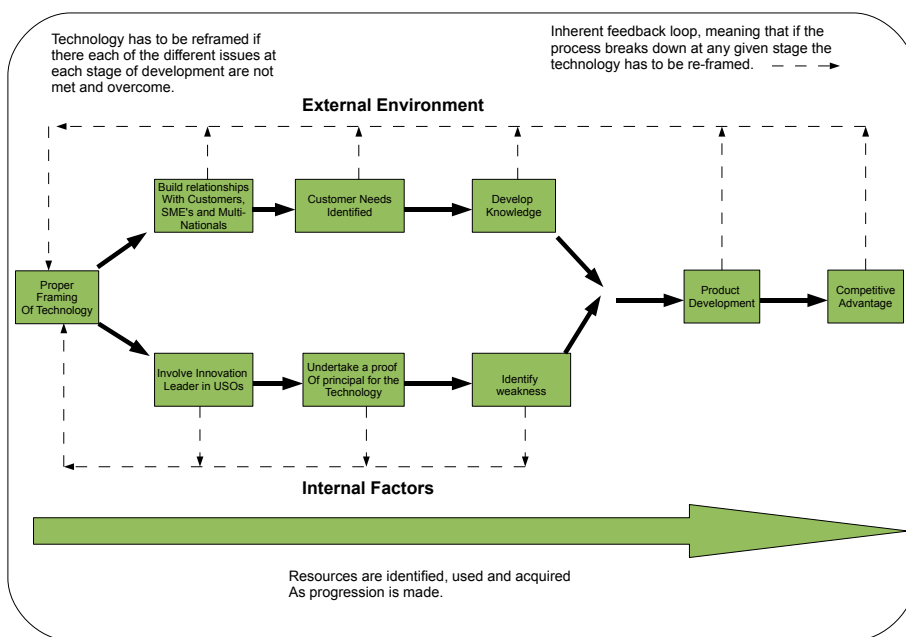 Technology has to be reframed if
there each of the different issues at
each stage of development are not
met and overcome.
Inherent feedback loop, meaning that if the
process breaks down at any given stage the
technology has to be re-framed.
External Environment
Build relationships
With Customers,
SME's and Multi-
Nationals
Customer Needs
Identified
Develop
Knowledge
Proper
Framing
Of Technology
Product
Development
Competitive
Advantage
Involve Innovation
Leader in USOs
Undertake a proof
Of principal for the
Technology
Identify
weakness
Internal Factors
Resources are identified, used and acquired
As progression is made.